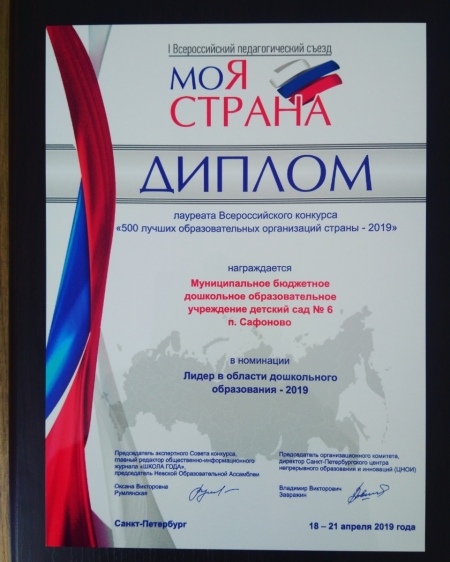 I Всероссийский педагогический съезд
моЯ
СТРАНА
ДИПЛОМ
лауреата Всероссийского конкурса
«500 лучших образовательных организаций страны - 2019»
награждается
Муниципальное бюджетное
дошкольное образовательное
учреждение детский сад № 6
п. Сафоново
в номинации
Лидер в области дошкольного
образования - 2019
Председатель экспертного Совета конкурса,
главный редактор общественно-информационного
журнала «ШКОЛА ГОДА»,
председатель Невской Образовательной Ассамблеи
Оксана Викторовна
Румянская
Председатель организационного комитета,
директор Санкт-Петербургского центра
непрерывного образования и инноваций (ЦНОИ)
Владимир Викторович
Завражин
Санкт-Петербург
18 – 21 апреля 2019 года